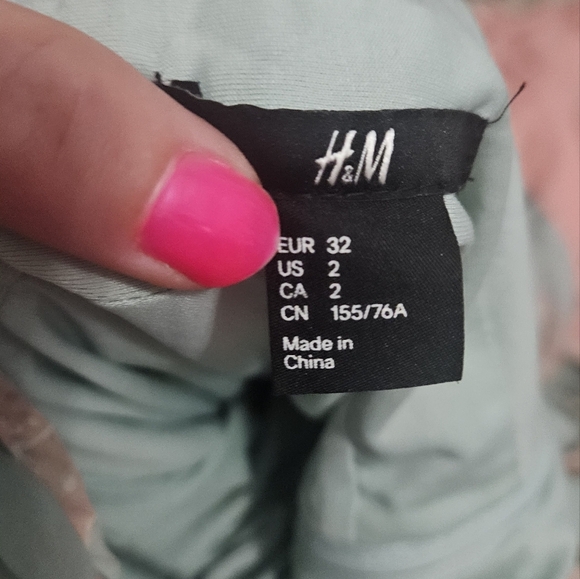 H&M
EUR 32
US 2
CA 2
CN 155/76A
Made in
China